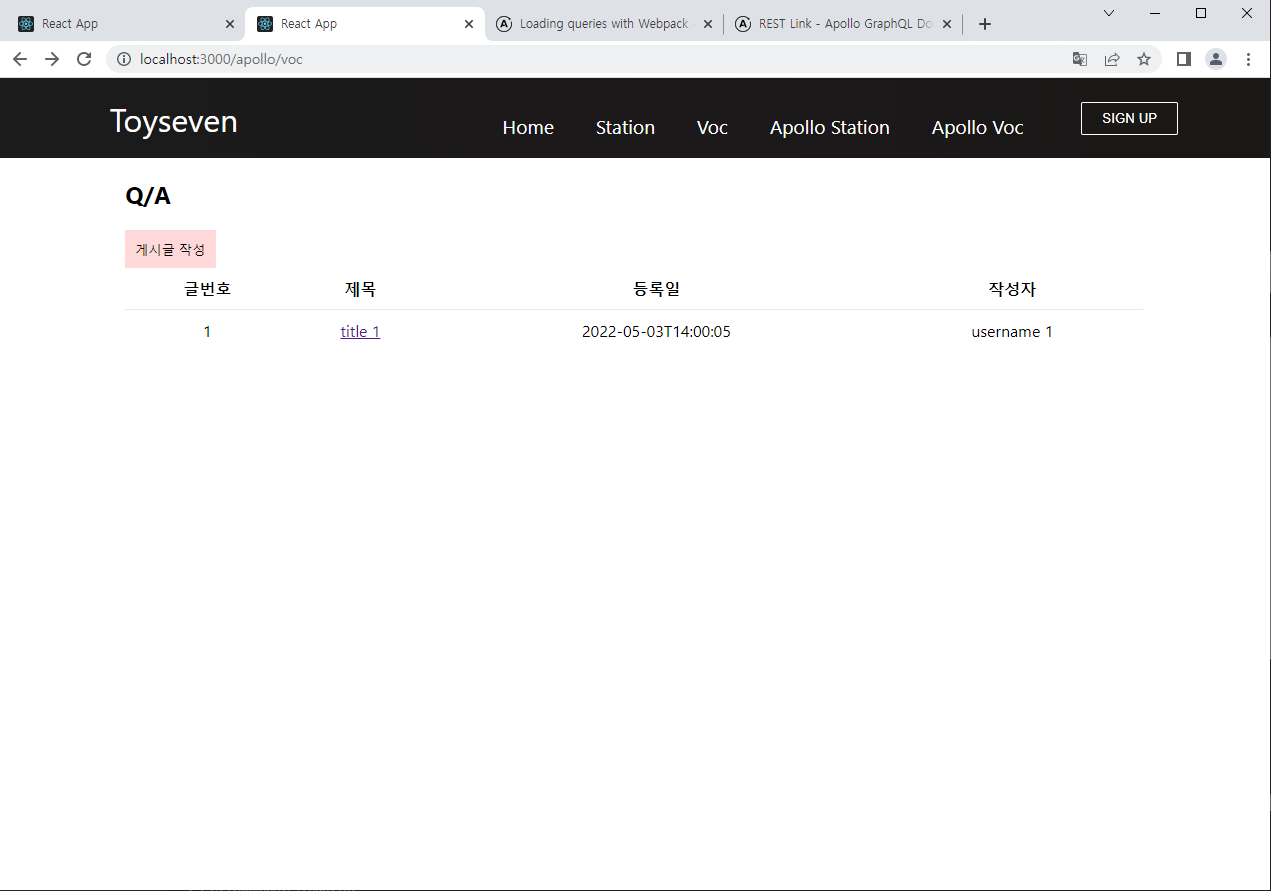 React App
React App
Loading queries with Webpack
REST Link - Apollo GraphQL Do
localhost:3000/apollo/voc
Toyseven
Home Station Voc Apollo Station Apollo Voc SIGN UP
Q/A
게시글 작성
글번호 제목 등록일 작성자
1 title 1 2022-05-03T14:00:05 username 1